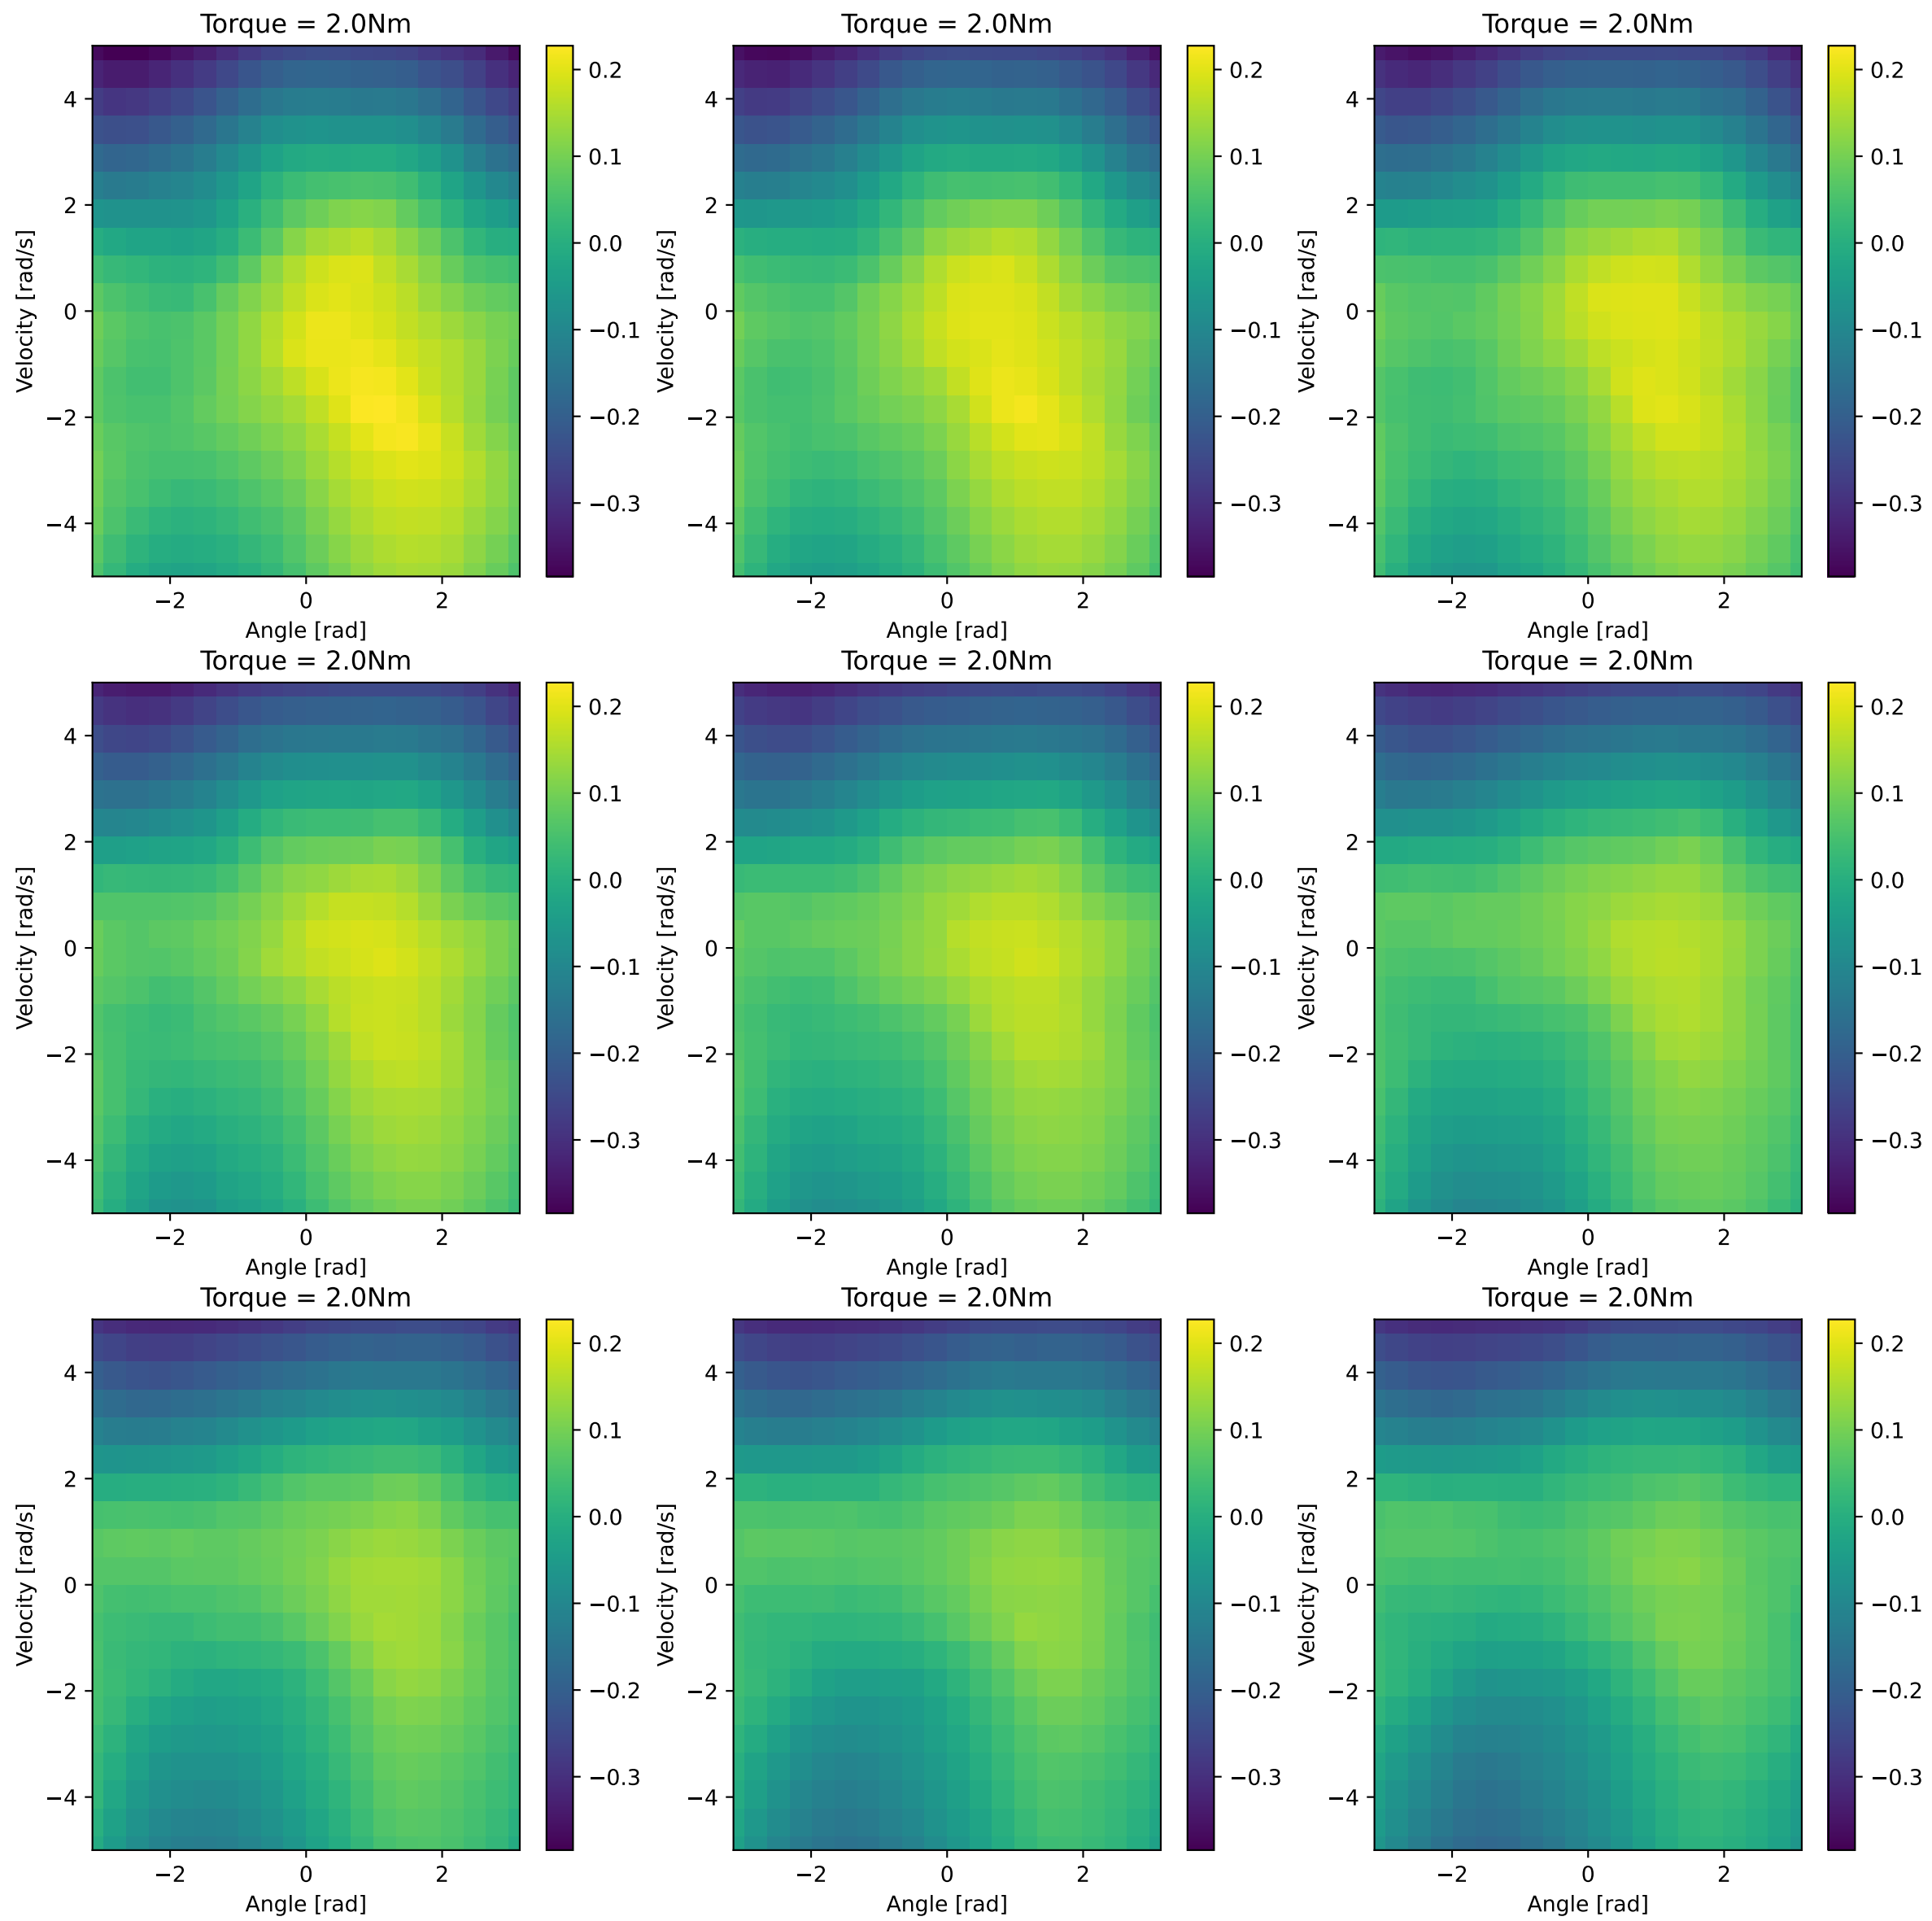 Torque = 2.0Nm Torque = 2.0Nm Torque = 2.0Nm
Velocity [rad/s] 4 2 0 −2 −4 0.2 0.1 0.0 −0.1 −0.2 −0.3
Velocity [rad/s] 4 2 0 −2 −4 0.2 0.1 0.0 −0.1 −0.2 −0.3
Velocity [rad/s] 4 2 0 −2 −4 0.2 0.1 0.0 −0.1 −0.2 −0.3
−2 0 2 −2 0 2 −2 0 2
Angle [rad] Angle [rad] Angle [rad]
Torque = 2.0Nm Torque = 2.0Nm Torque = 2.0Nm
Velocity [rad/s] 4 2 0 −2 −4 0.2 0.1 0.0 −0.1 −0.2 −0.3
Velocity [rad/s] 4 2 0 −2 −4 0.2 0.1 0.0 −0.1 −0.2 −0.3
Velocity [rad/s] 4 2 0 −2 −4 0.2 0.1 0.0 −0.1 −0.2 −0.3
−2 0 2 −2 0 2 −2 0 2
Angle [rad] Angle [rad] Angle [rad]
Torque = 2.0Nm Torque = 2.0Nm Torque = 2.0Nm
Velocity [rad/s] 4 2 0 −2 −4 0.2 0.1 0.0 −0.1 −0.2 −0.3
Velocity [rad/s] 4 2 0 −2 −4 0.2 0.1 0.0 −0.1 −0.2 −0.3
Velocity [rad/s] 4 2 0 −2 −4 0.2 0.1 0.0 −0.1 −0.2 −0.3
−2 0 2 −2 0 2 −2 0 2
Angle [rad] Angle [rad] Angle [rad]